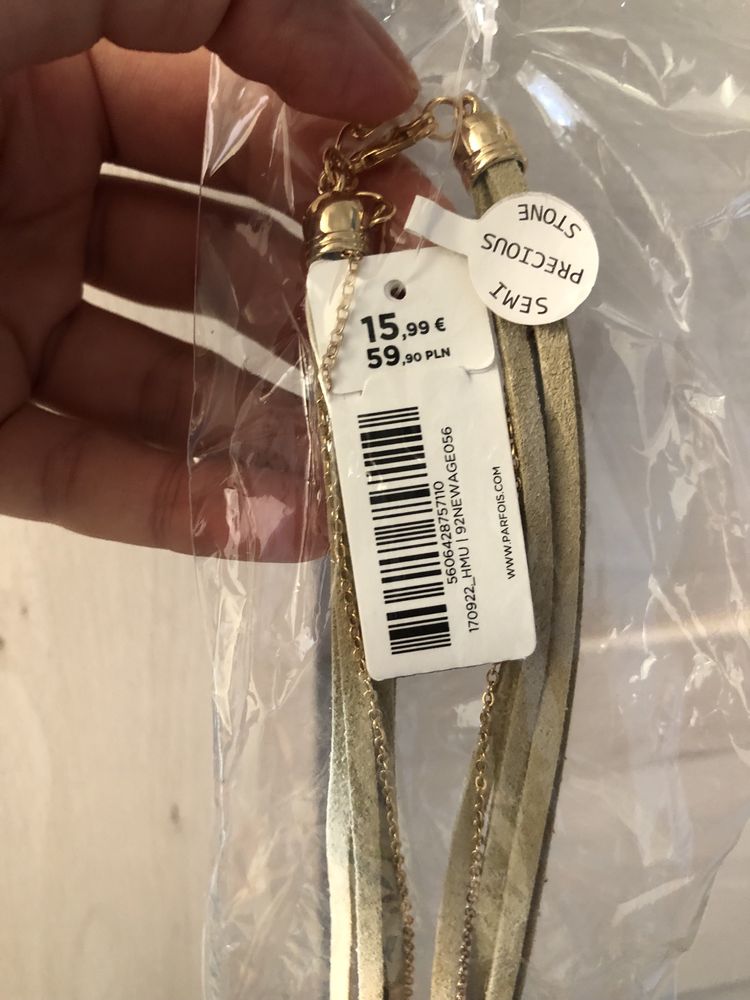 SEMI
PRECIOUS
STONE
15,99 €
59,90 PLN
5606428757110
170922_HMU | 92NEWAGE056
WWW.PARFOIS.COM